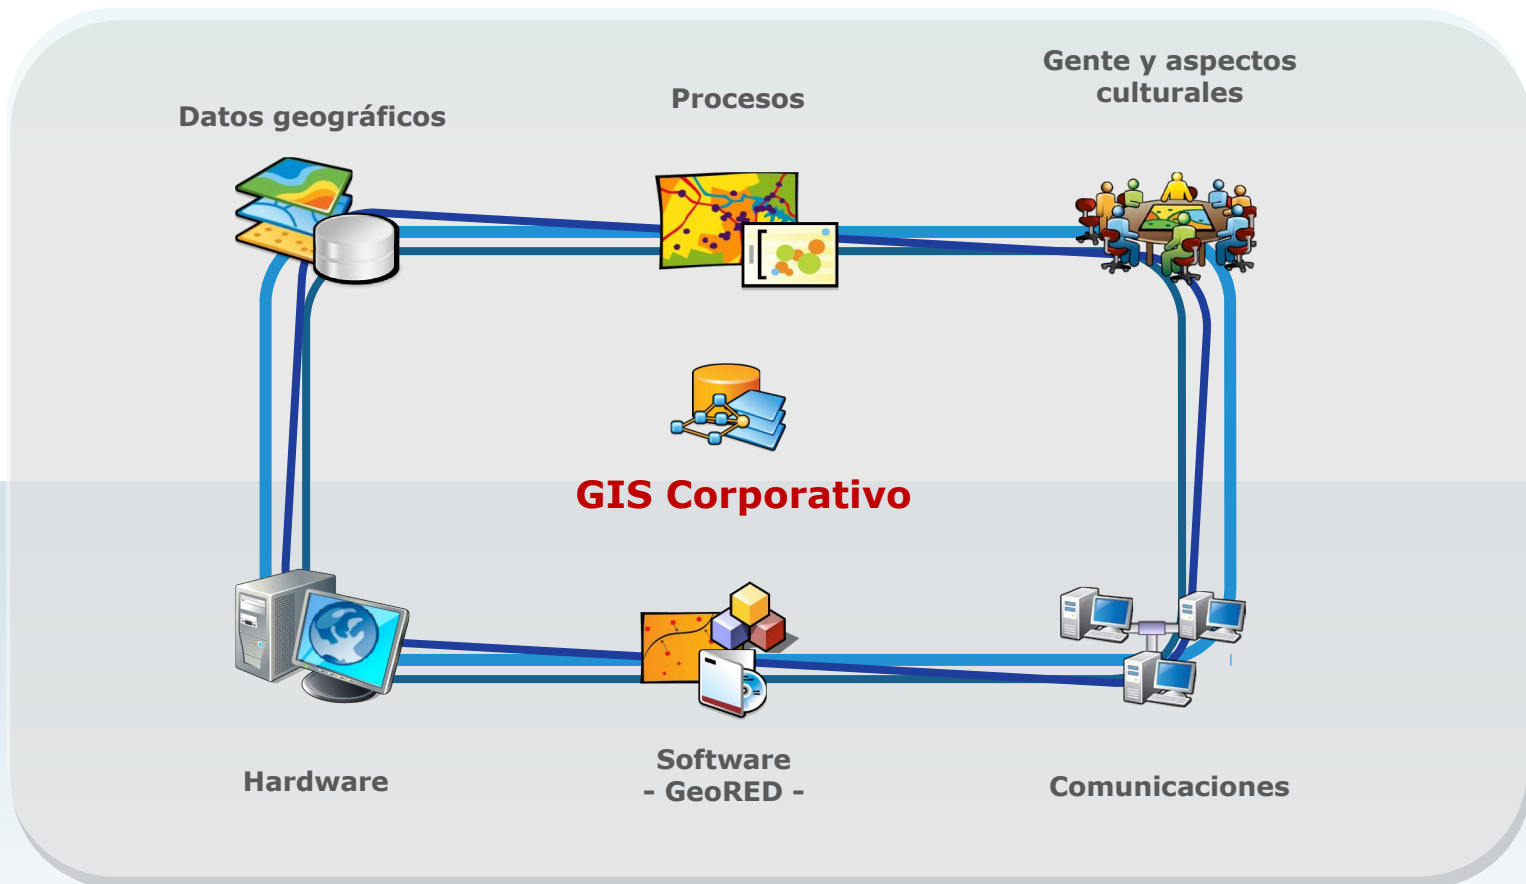 Datos geográficos
Procesos
Gente y aspectos
culturales
GIS Corporativo
Hardware
Software
- GeoRED -
Comunicaciones